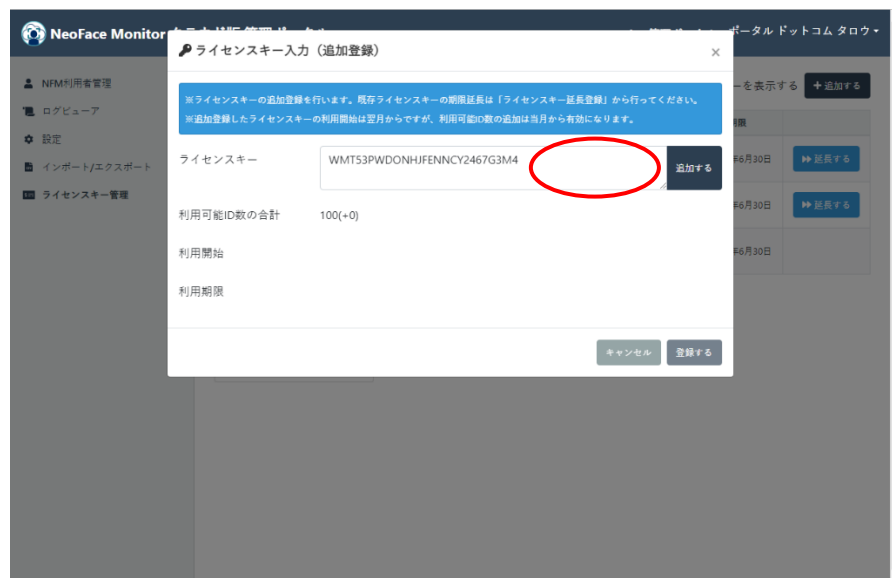 NeoFace Monitor
ポータル ドットコム タロウ
ライセンスキー入力（追加登録）
×
NFM利用者管理
ログビューア
設定
インポート/エクスポート
ライセンスキー管理
ーを表示する
+追加する
※ライセンスキーの追加登録を行います。既存ライセンスキーの期限延長は「ライセンスキー延長登録」から行ってください。
※追加登録したライセンスキーの利用開始は翌月からですが、利用可能ID数の追加は当月から有効になります。
ライセンスキー
WMT53PWDONHJFENNCY2467G3M4
追加する
年6月30日
延長する
利用可能ID数の合計
100(+0)
年6月30日
延長する
利用開始
年6月30日
利用期限
キャンセル
登録する